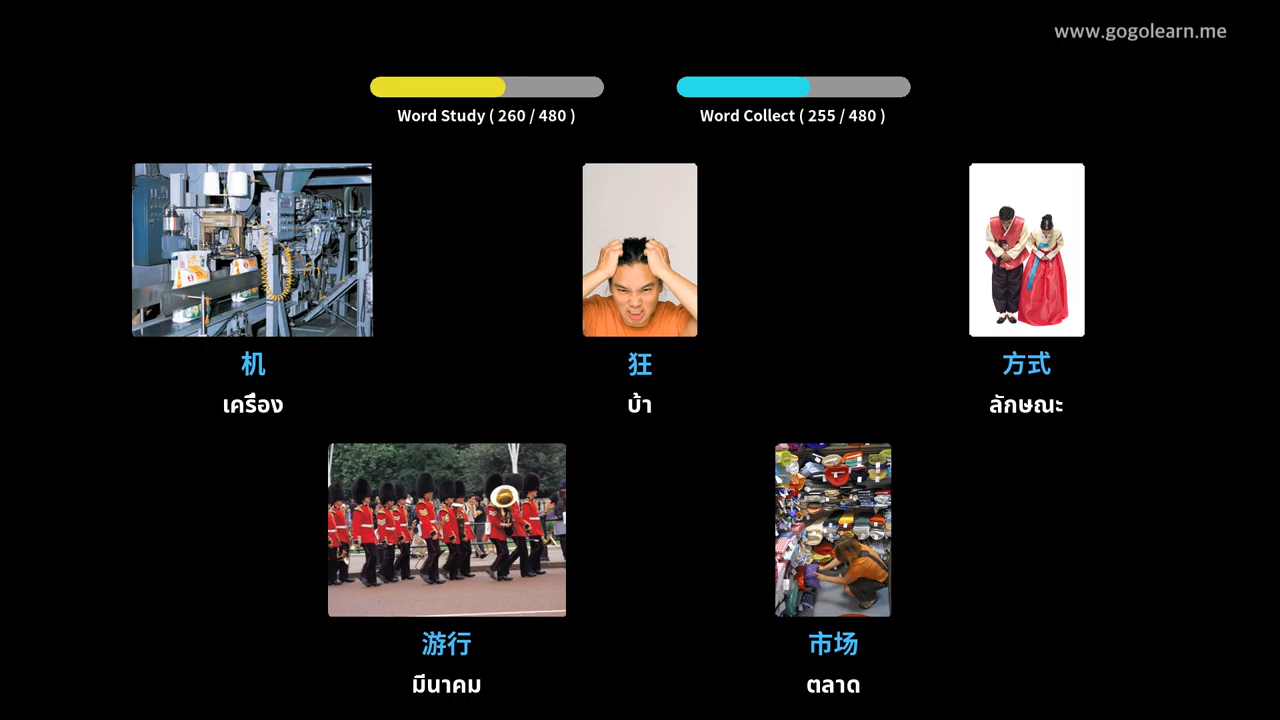 www.gogolearn.me
Word Study ( 260 / 480 )
Word Collect ( 255 / 480 )
机
狂
方式
เครื่อง
บ้า
ลักษณะ
游行
市场
มีนาคม
ตลาด